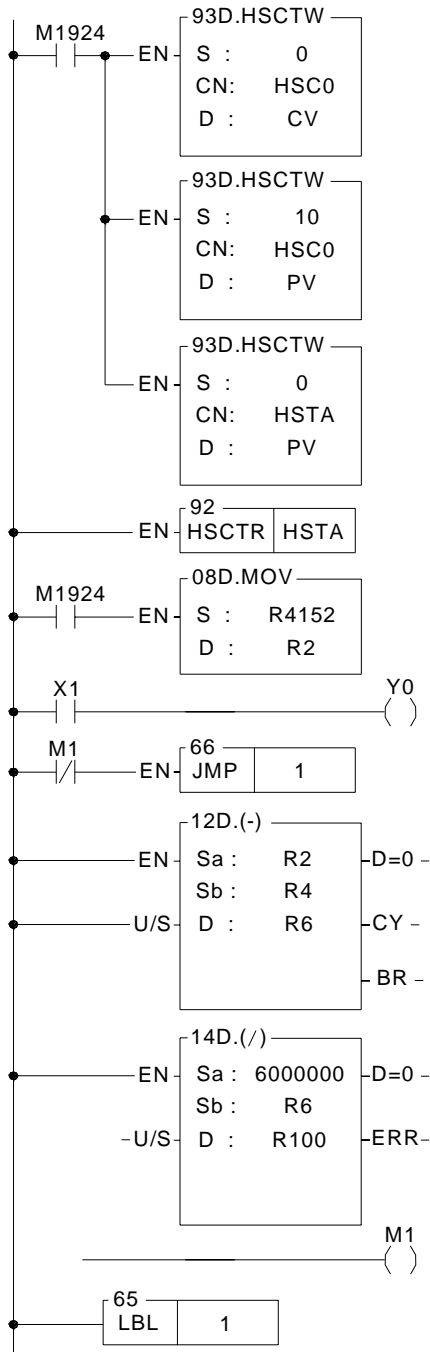 93D.HSCTW
M1924
EN S : 0
CN: HSC0
D : CV
93D.HSCTW
EN S : 10
CN: HSC0
D : PV
93D.HSCTW
EN S : 0
CN: HSTA
D : PV
92
EN HSCTR HSTA
08D.MOV
M1924
EN S : R4152
D : R2
X1 Y0
M1
66
EN JMP 1
12D.(-)
EN Sa : R2 D=0
Sb : R4
U/S D : R6 CY
BR
14D.(/)
EN Sa : 6000000 D=0
Sb : R6
U/S D : R100 ERR
M1
65
LBL 1